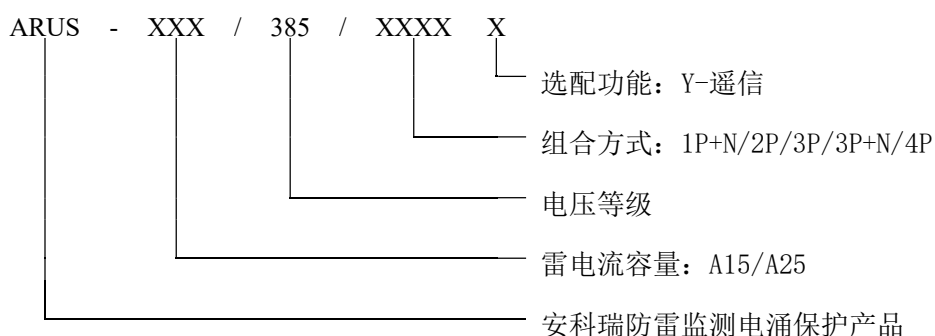 ARUS - XXX / 385 / XXXX X
选配功能：Y-遥信
组合方式：1P+N/2P/3P/3P+N/4P
电压等级
雷电流容量：A15/A25
安科瑞防雷监测电涌保护产品